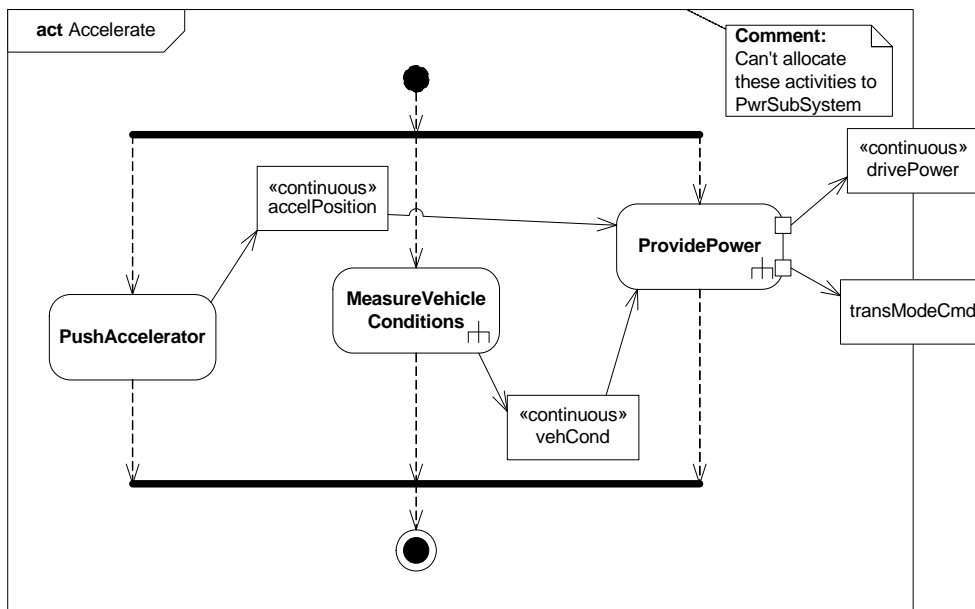 act Accelerate
Comment:
Can't allocate
these activities to
PwrSubSystem
«continuous»
drivePower
«continuous»
accelPosition
ProvidePower
MeasureVehicle
Conditions
PushAccelerator
transModeCmd
«continuous»
vehCond